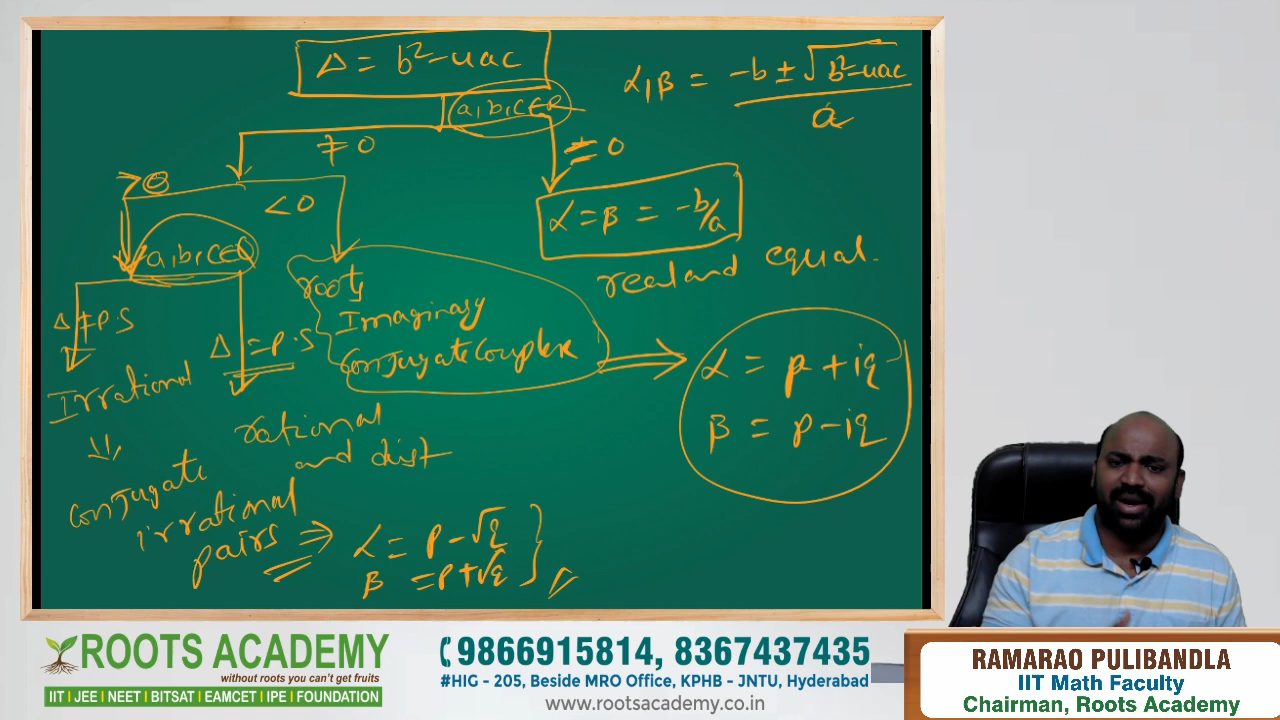 Δ = b²-4ac
α, β = -b ± √b²-4ac
a
a, b, c ∈ R
≠ 0
= 0
> 0
< 0
α = β = -b/a
real and equal.
a, b, c ∈
roots
Imaginary
Conjugate Complex
α = p + iq
β = p - iq
Δ ≠ P.S
Δ = P.S
Irrational
rational
and dist
Conjugate
irrational
pairs ⇒
α = p - √q
β = p + √q
ROOTS ACADEMY
without roots you can't get fruits
IIT | JEE | NEET | BITSAT | EAMCET | IPE | FOUNDATION
9866915814, 8367437435
#HIG - 205, Beside MRO Office, KPHB - JNTU, Hyderabad
www.rootsacademy.co.in
RAMARAO PULIBANDLA
IIT Math Faculty
Chairman, Roots Academy